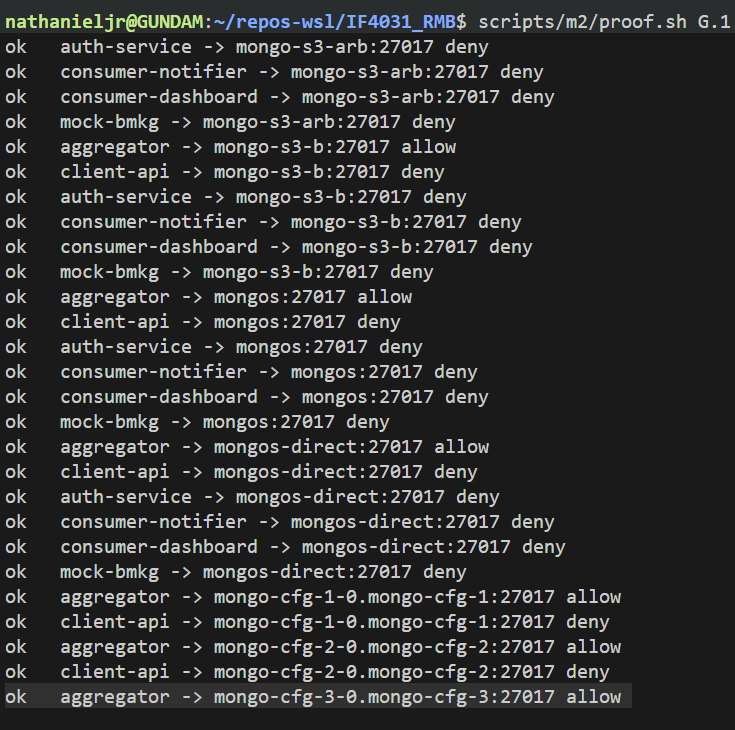 nathanieljr@GUNDAM:~/repos-wsl/IF4031_RMB$ scripts/m2/proof.sh G.1
ok   auth-service -> mongo-s3-arb:27017 deny
ok   consumer-notifier -> mongo-s3-arb:27017 deny
ok   consumer-dashboard -> mongo-s3-arb:27017 deny
ok   mock-bmkg -> mongo-s3-arb:27017 deny
ok   aggregator -> mongo-s3-b:27017 allow
ok   client-api -> mongo-s3-b:27017 deny
ok   auth-service -> mongo-s3-b:27017 deny
ok   consumer-notifier -> mongo-s3-b:27017 deny
ok   consumer-dashboard -> mongo-s3-b:27017 deny
ok   mock-bmkg -> mongo-s3-b:27017 deny
ok   aggregator -> mongos:27017 allow
ok   client-api -> mongos:27017 deny
ok   auth-service -> mongos:27017 deny
ok   consumer-notifier -> mongos:27017 deny
ok   consumer-dashboard -> mongos:27017 deny
ok   mock-bmkg -> mongos:27017 deny
ok   aggregator -> mongos-direct:27017 allow
ok   client-api -> mongos-direct:27017 deny
ok   auth-service -> mongos-direct:27017 deny
ok   consumer-notifier -> mongos-direct:27017 deny
ok   consumer-dashboard -> mongos-direct:27017 deny
ok   mock-bmkg -> mongos-direct:27017 deny
ok   aggregator -> mongo-cfg-1-0.mongo-cfg-1:27017 allow
ok   client-api -> mongo-cfg-1-0.mongo-cfg-1:27017 deny
ok   aggregator -> mongo-cfg-2-0.mongo-cfg-2:27017 allow
ok   client-api -> mongo-cfg-2-0.mongo-cfg-2:27017 deny
ok   aggregator -> mongo-cfg-3-0.mongo-cfg-3:27017 allow